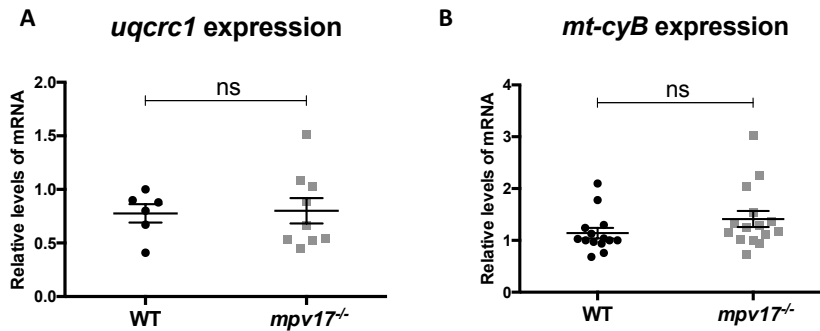 A
uqcrc1 expression
Relative levels of mRNA
2.0
1.5
1.0
0.5
0.0
ns
WT
mpv17-/-
B
mt-cyB expression
Relative levels of mRNA
4
3
2
1
0
ns
WT
mpv17-/-